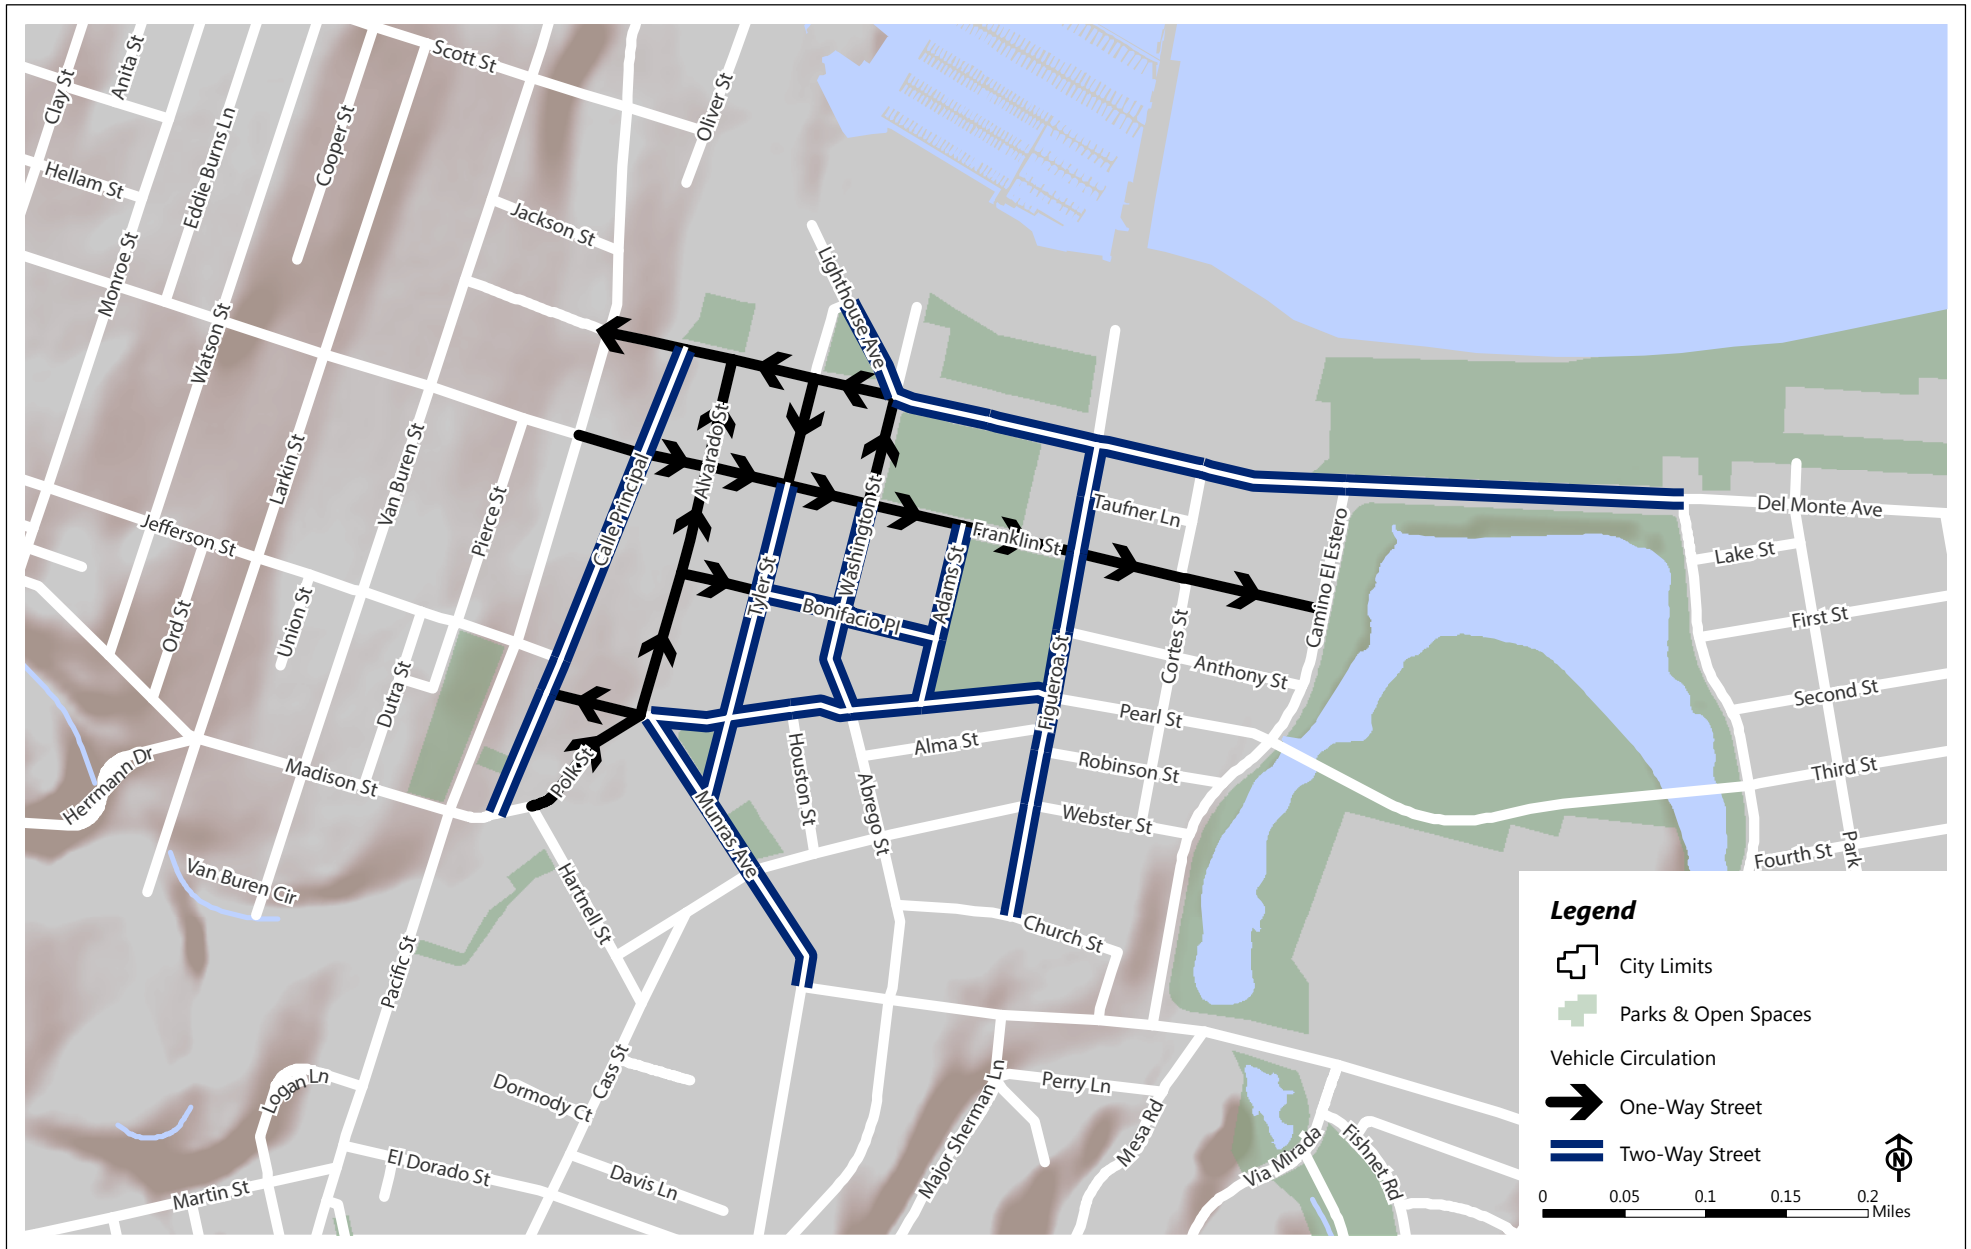 Scott St
Clay St
Anita St
Oliver St
Cooper St
Eddie Burns Ln
Hellam St
Jackson St
Monroe St
Lighthouse Ave
Watson St
Alvarado St
Larkin St
Van Buren St
Calle Principal
Washington St
Taufner Ln
Del Monte Ave
Pierce St
Jefferson St
Franklin St
Camino El Estero
Lake St
Tyler St
Adams St
Bonifacio Pl
Ord St
Union St
First St
Cortes St
Anthony St
Figueroa St
Dutra St
Second St
Pearl St
Alma St
Houston St
Polk St
Herrmann Dr
Madison St
Robinson St
Third St
Abrego St
Munras Ave
Webster St
Park
Fourth St
Van Buren Cir
Hartnell St
Church St
Pacific St
Logan Ln
Cass St
Dormody Ct
Perry Ln
Major Sherman Ln
Mesa Rd
Via Mirada
Fishnet Rd
El Dorado St
Davis Ln
Martin St
Legend
City Limits
Parks & Open Spaces
Vehicle Circulation
One-Way Street
Two-Way Street
N
0 0.05 0.1 0.15 0.2
Miles